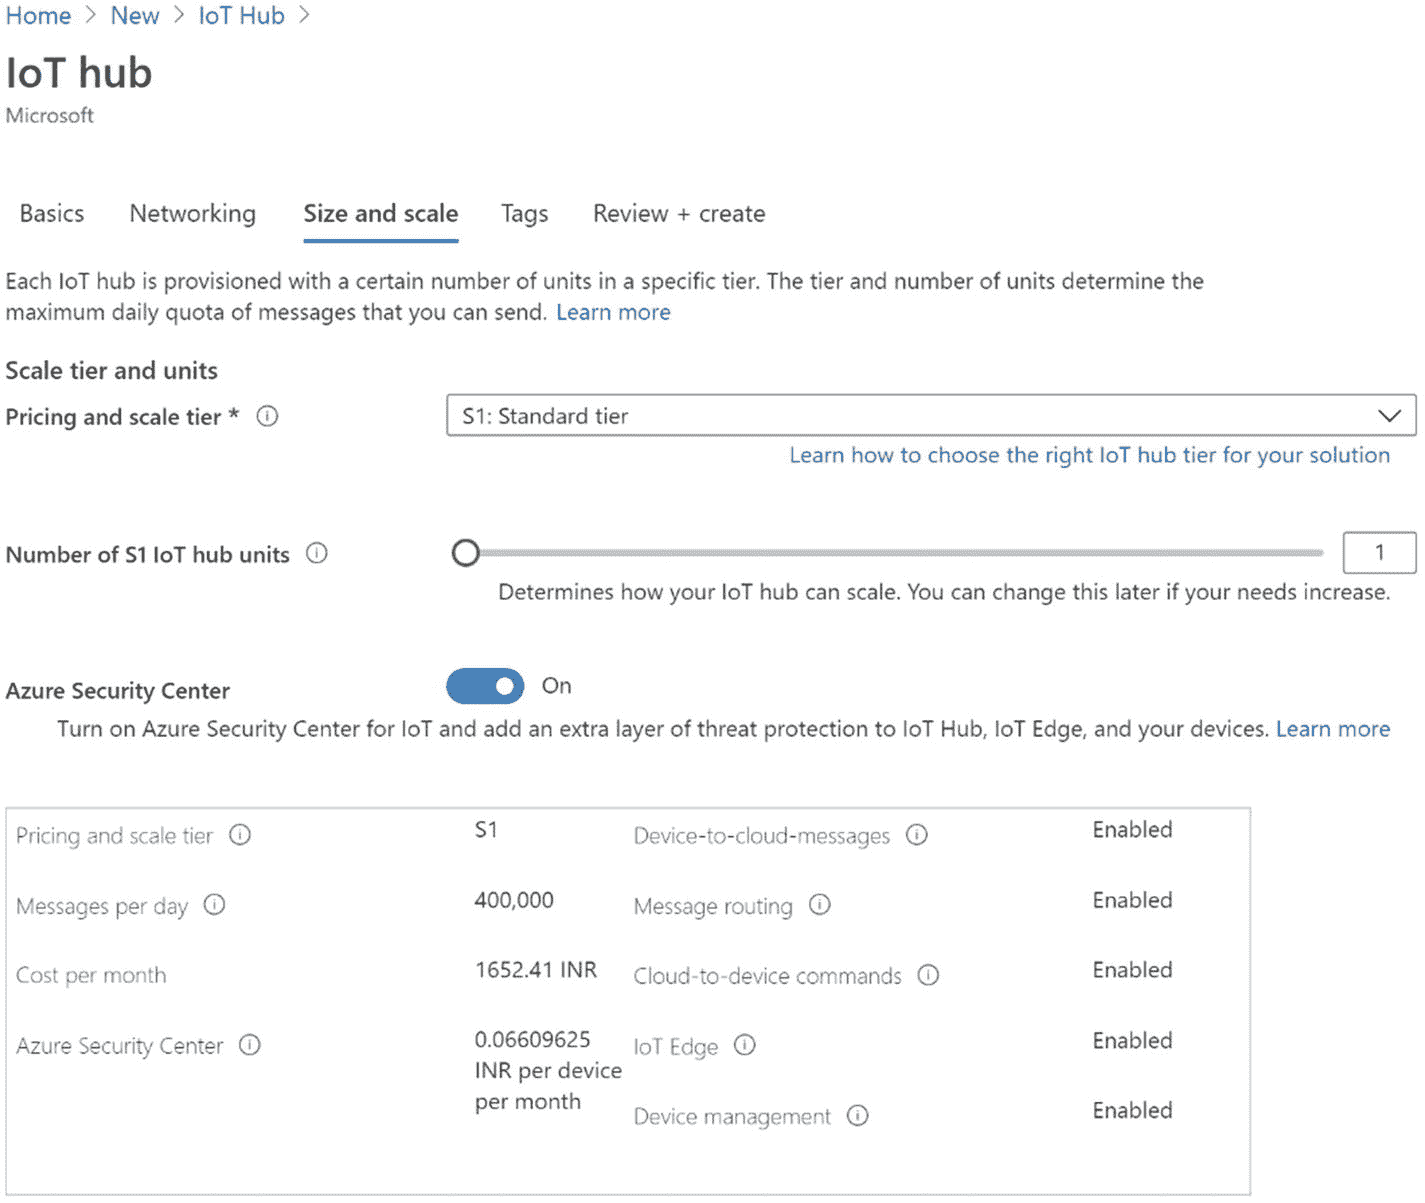 Home > New > IoT Hub >
IoT hub
Microsoft
Basics Networking Size and scale Tags Review + create
Each IoT hub is provisioned with a certain number of units in a specific tier. The tier and number of units determine the
maximum daily quota of messages that you can send. Learn more
Scale tier and units
Pricing and scale tier * S1: Standard tier
Learn how to choose the right IoT hub tier for your solution
Number of S1 IoT hub units 1
Determines how your IoT hub can scale. You can change this later if your needs increase.
Azure Security Center On
Turn on Azure Security Center for IoT and add an extra layer of threat protection to IoT Hub, IoT Edge, and your devices. Learn more
Pricing and scale tier S1 Device-to-cloud-messages Enabled
Messages per day 400,000 Message routing Enabled
Cost per month 1652.41 INR Cloud-to-device commands Enabled
Azure Security Center 0.06609625 IoT Edge Enabled
INR per device
per month
Device management Enabled